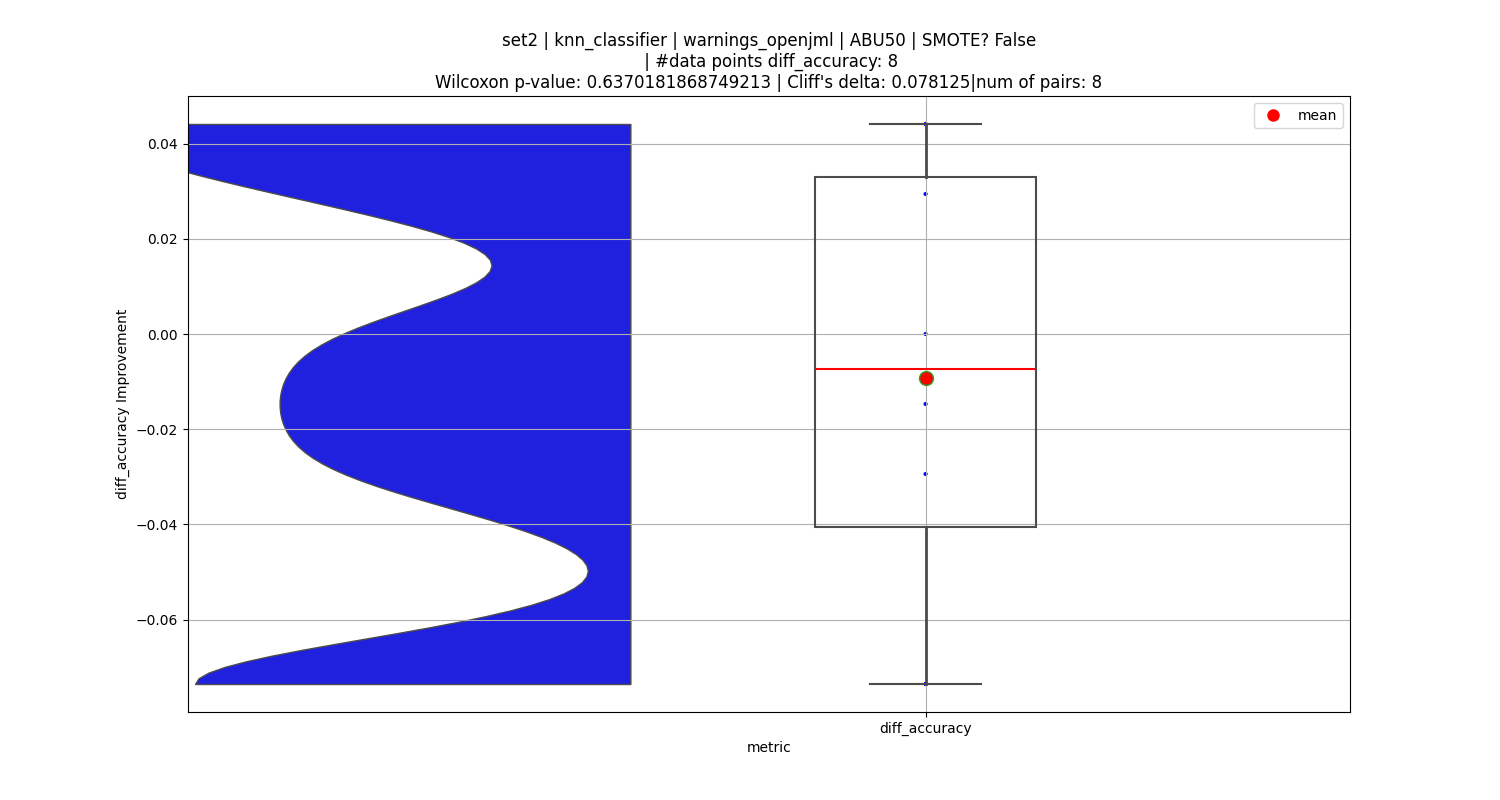 set2 | knn_classifier | warnings_openjml | ABU50 | SMOTE? False
| #data points diff_accuracy: 8
Wilcoxon p-value: 0.6370181868749213 | Cliff's delta: 0.078125|num of pairs: 8
mean
0.04
0.02
0.00
−0.02
−0.04
−0.06
diff_accuracy Improvement
diff_accuracy
metric